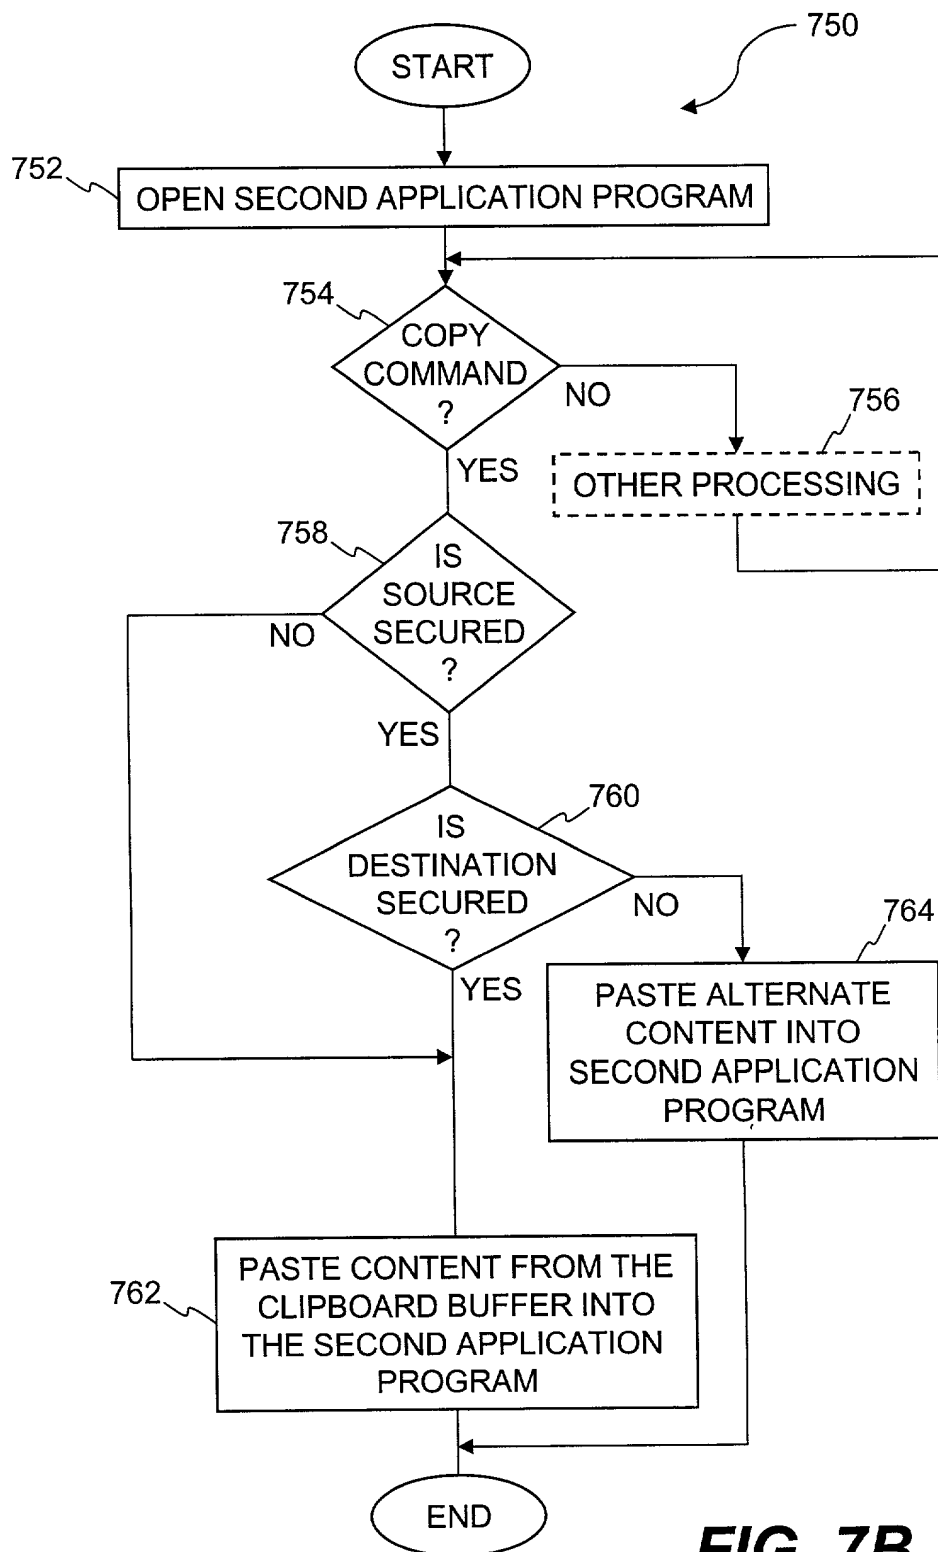 750
START
752
OPEN SECOND APPLICATION PROGRAM
754
COPY
COMMAND
?
NO
YES
756
OTHER PROCESSING
758
IS
SOURCE
SECURED
?
NO
YES
760
IS
DESTINATION
SECURED
?
NO
YES
764
PASTE ALTERNATE
CONTENT INTO
SECOND APPLICATION
PROGRAM
762
PASTE CONTENT FROM THE
CLIPBOARD BUFFER INTO
THE SECOND APPLICATION
PROGRAM
END
FIG. 7B